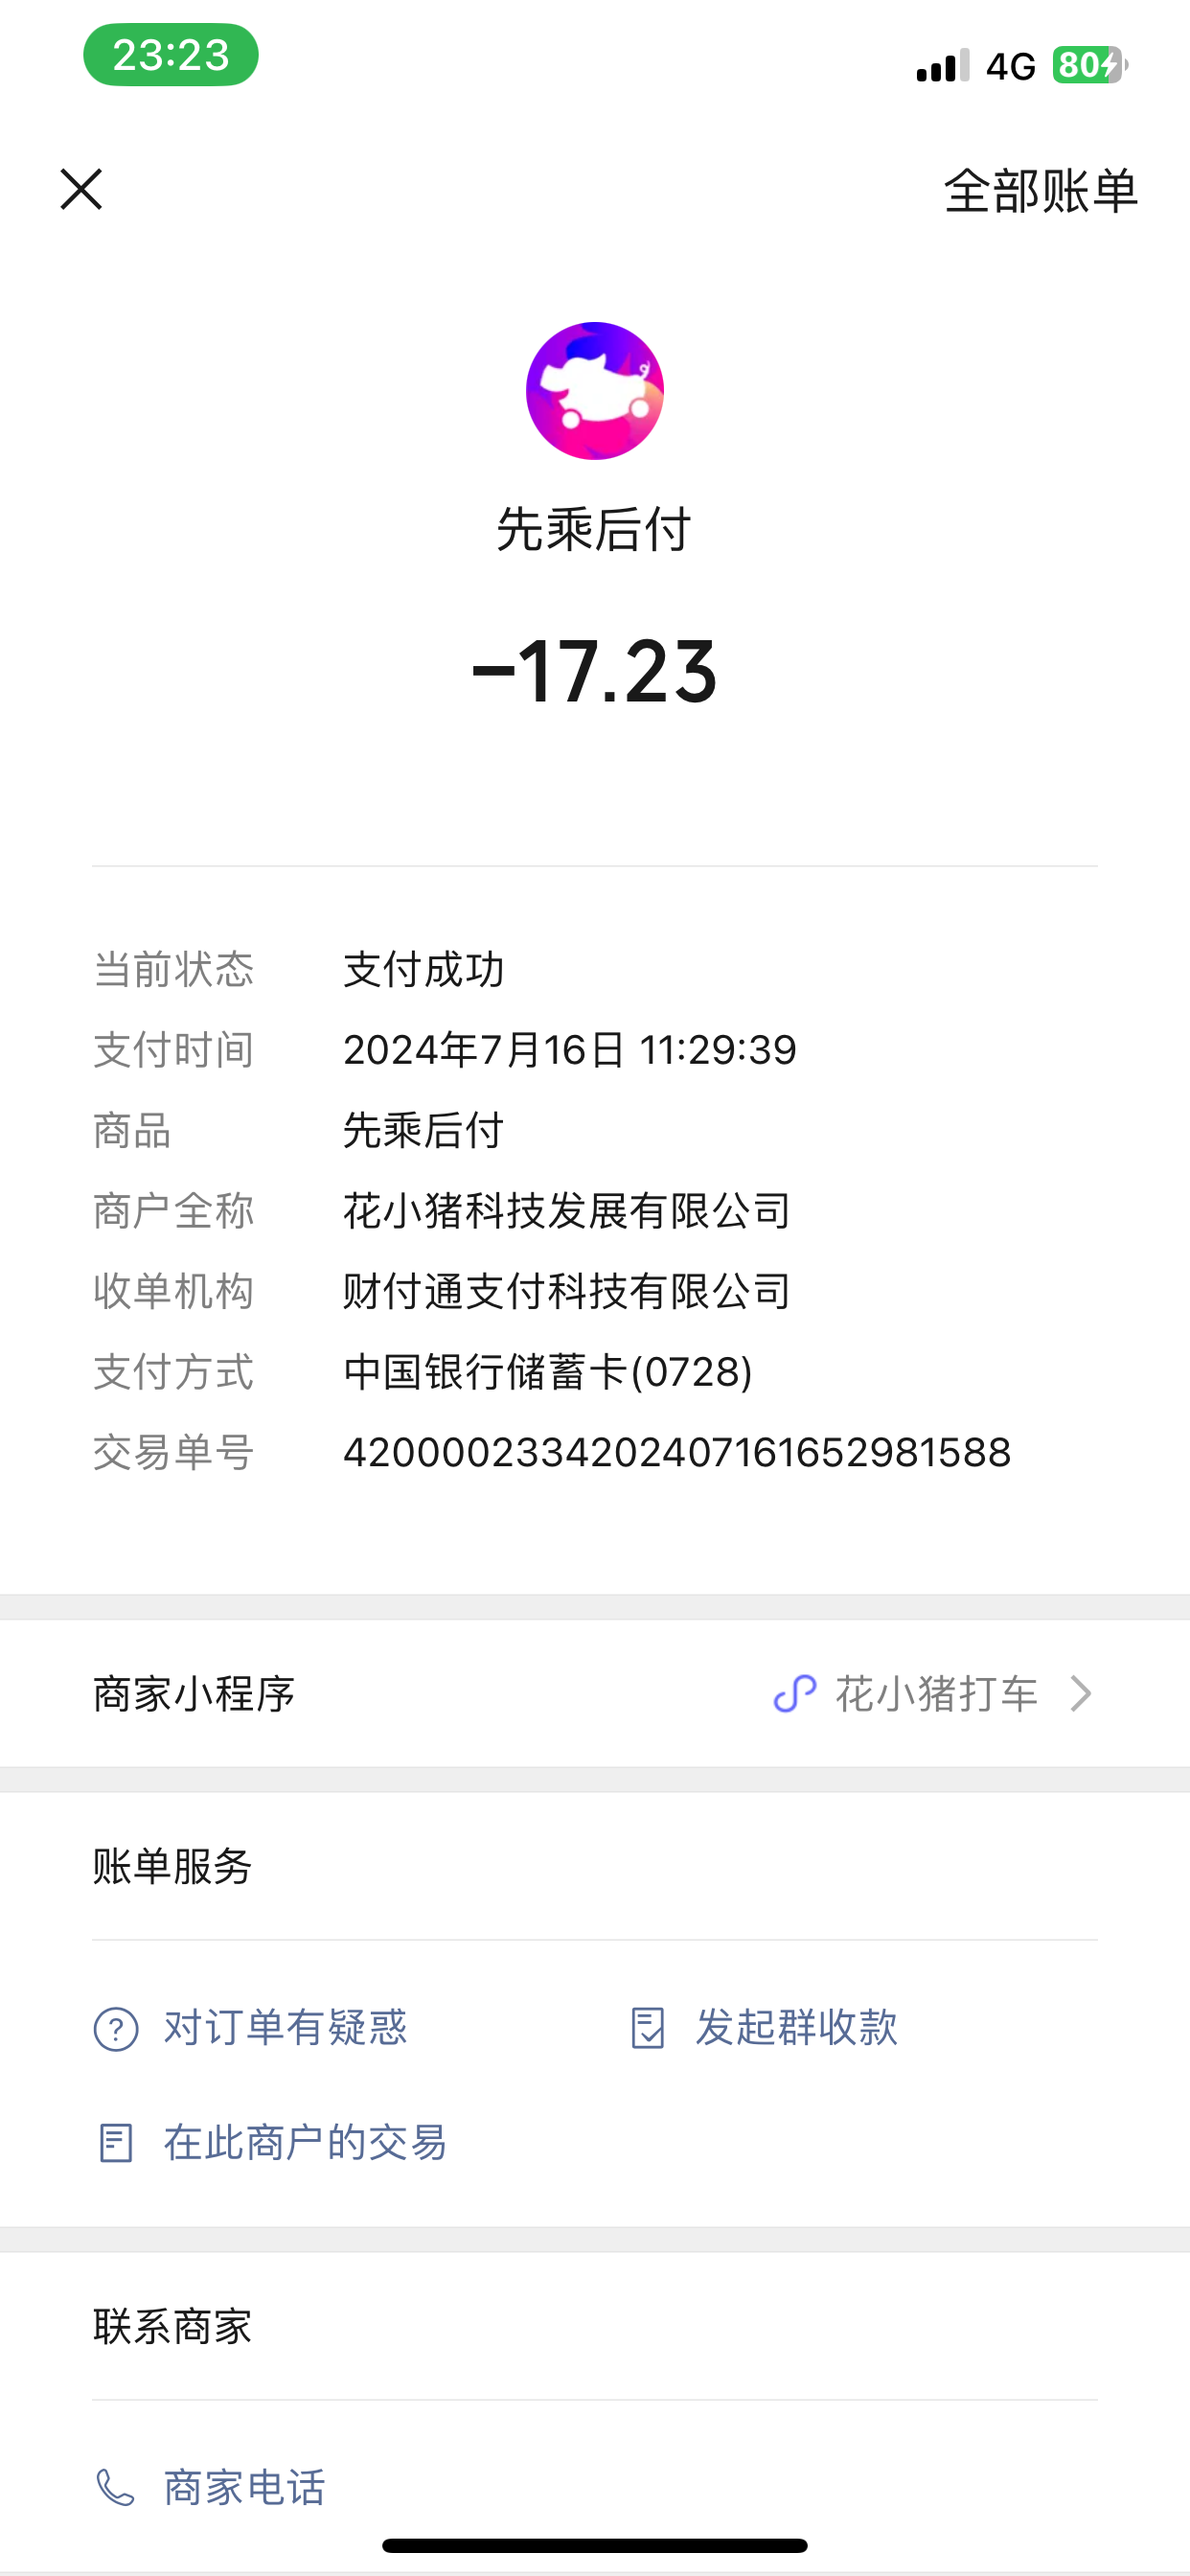 23:23 4G 80
全部账单
先乘后付
-17.23
当前状态 支付成功
支付时间 2024年7月16日 11:29:39
商品 先乘后付
商户全称 花小猪科技发展有限公司
收单机构 财付通支付科技有限公司
支付方式 中国银行储蓄卡(0728)
交易单号 4200002334202407161652981588
商家小程序 花小猪打车
账单服务
对订单有疑惑 发起群收款
在此商户的交易
联系商家
商家电话